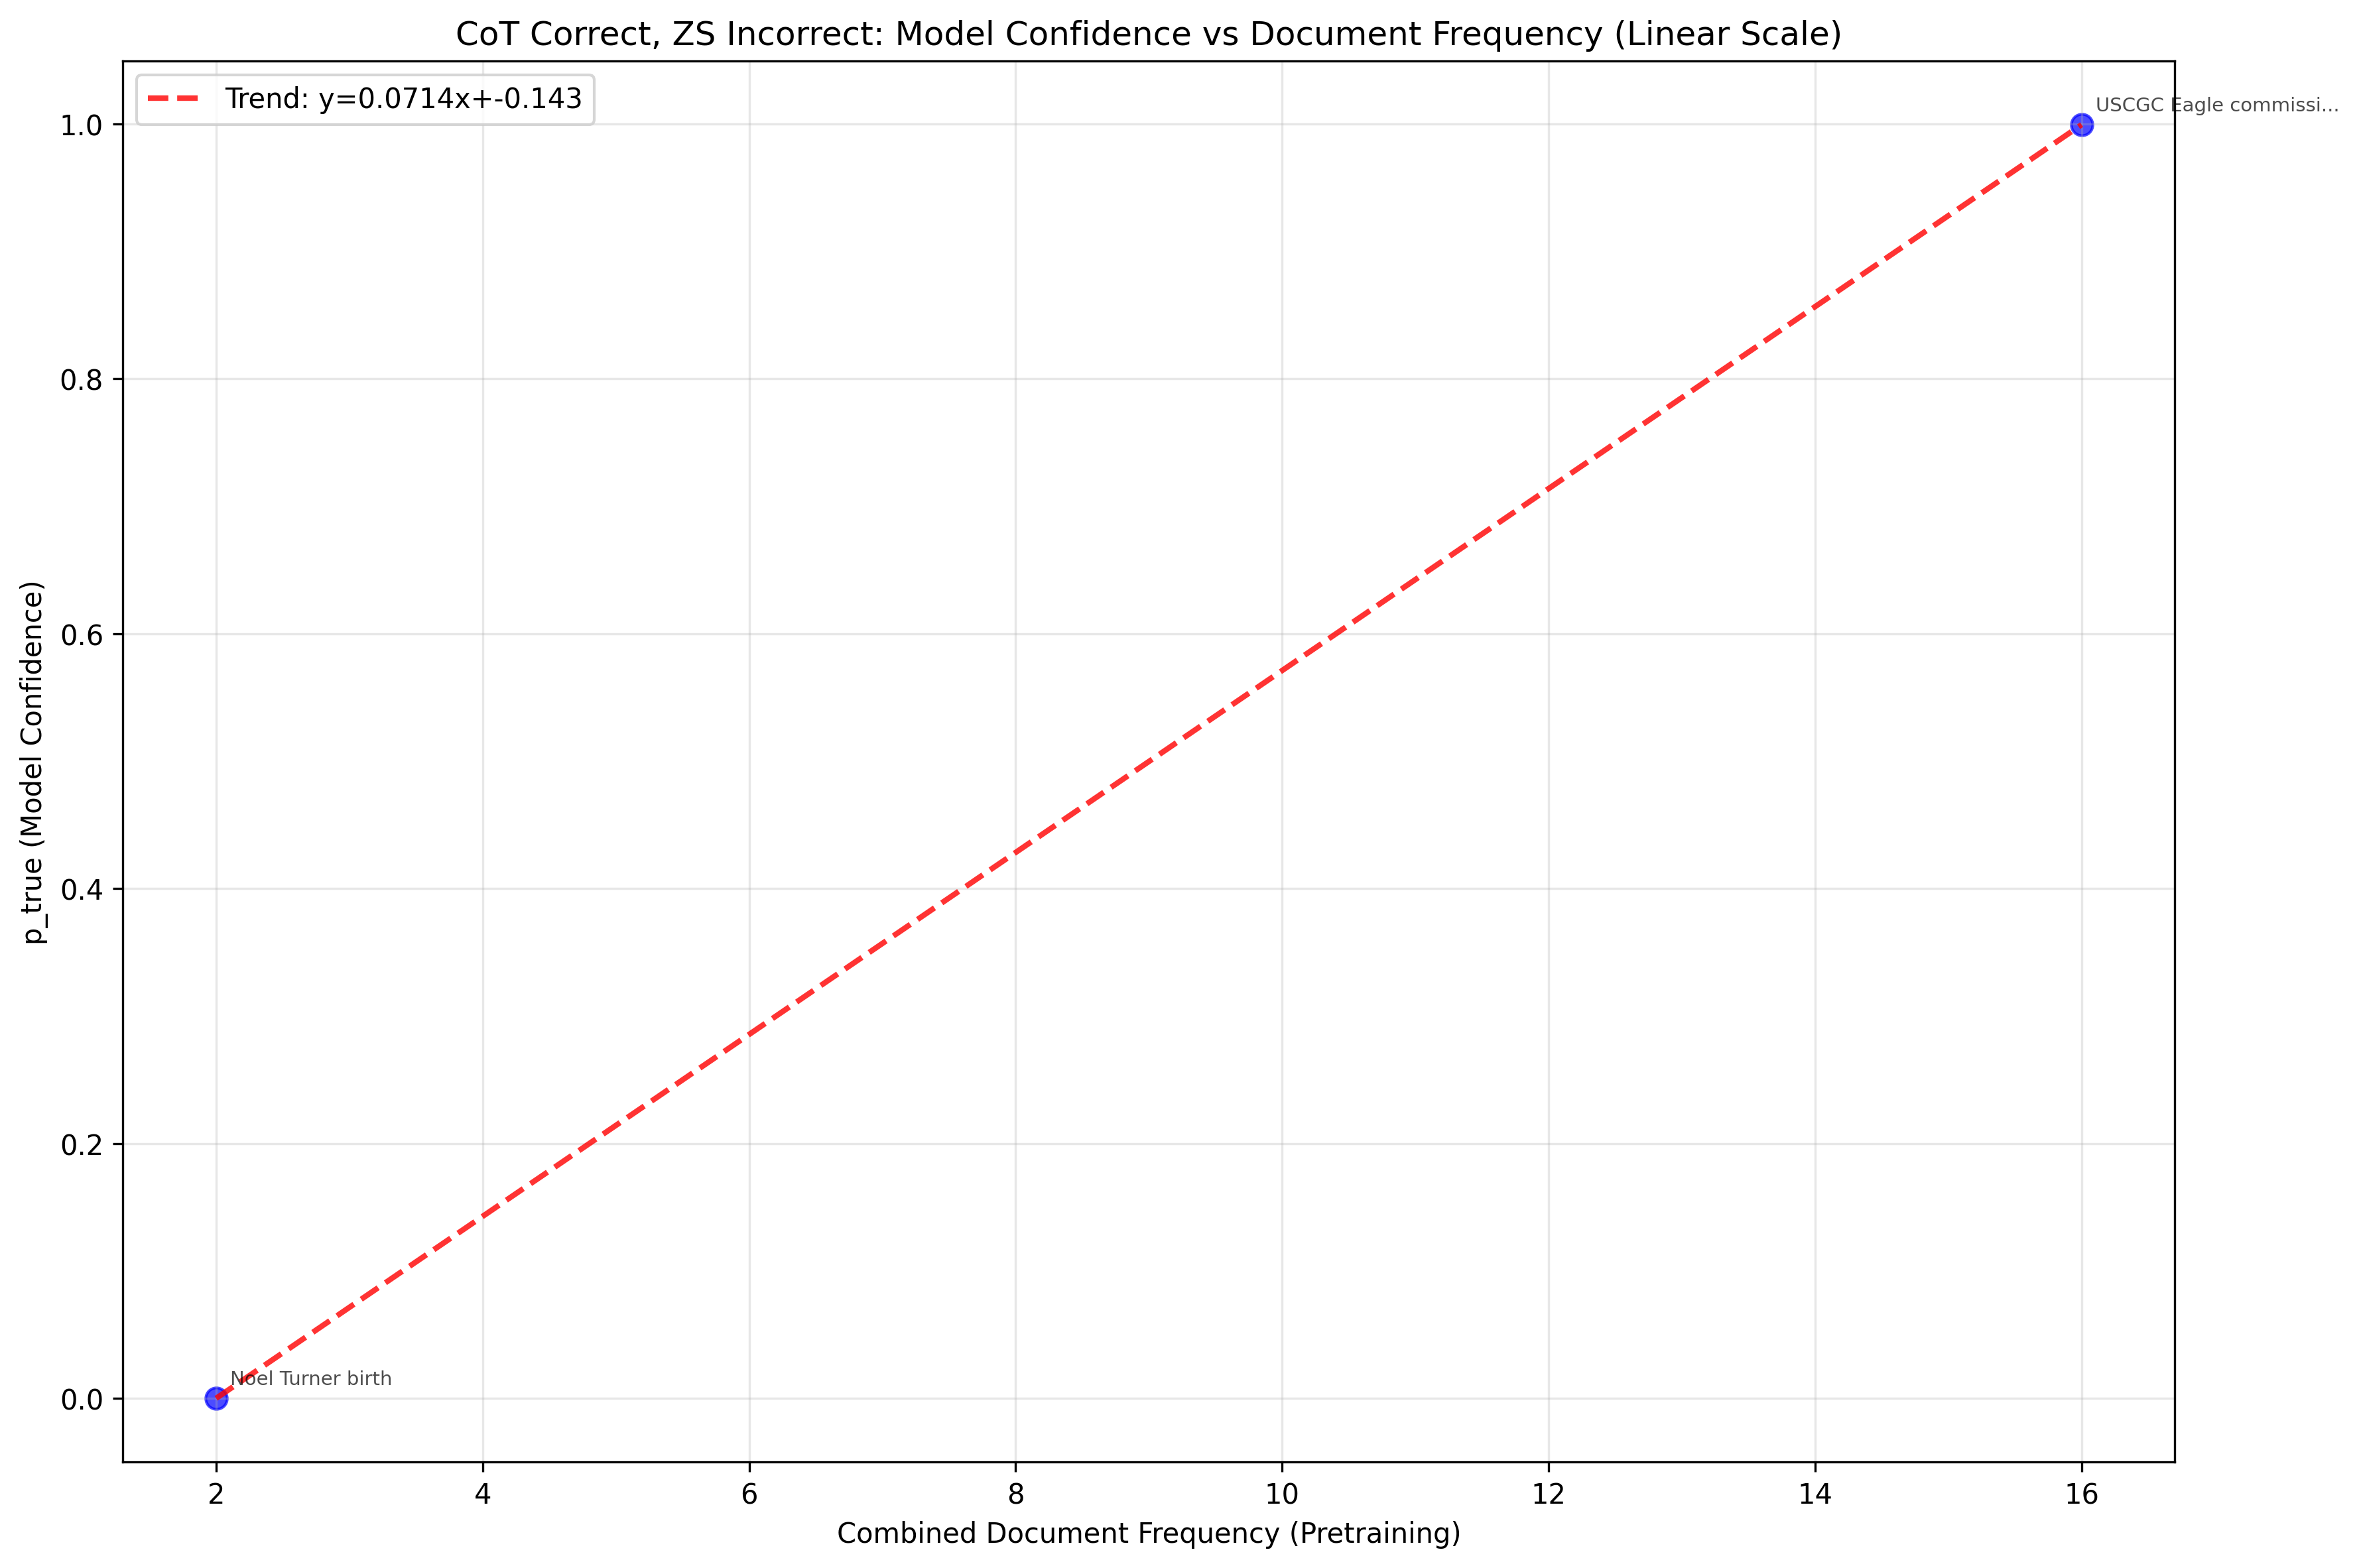 CoT Correct, ZS Incorrect: Model Confidence vs Document Frequency (Linear Scale)
Trend: y=0.0714x+-0.143
USCGC Eagle commissi...
1.0
0.8
0.6
0.4
0.2
0.0
p_true (Model Confidence)
Noel Turner birth
2 4 6 8 10 12 14 16
Combined Document Frequency (Pretraining)